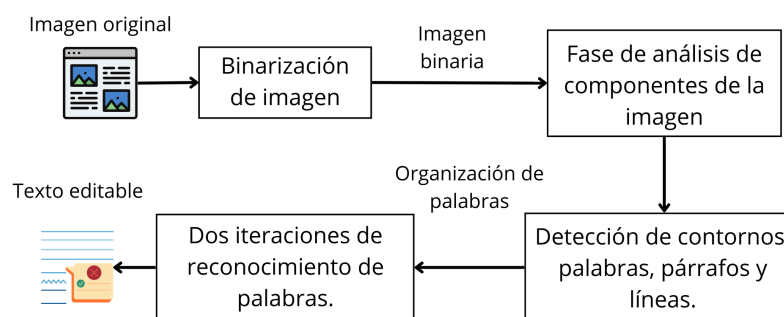 Imagen original
Binarización
de imagen
Imagen
binaria
Fase de análisis de
componentes de la
imagen
Organización de
palabras
Detección de contornos
palabras, párrafos y
líneas.
Dos iteraciones de
reconocimiento de
palabras.
Texto editable